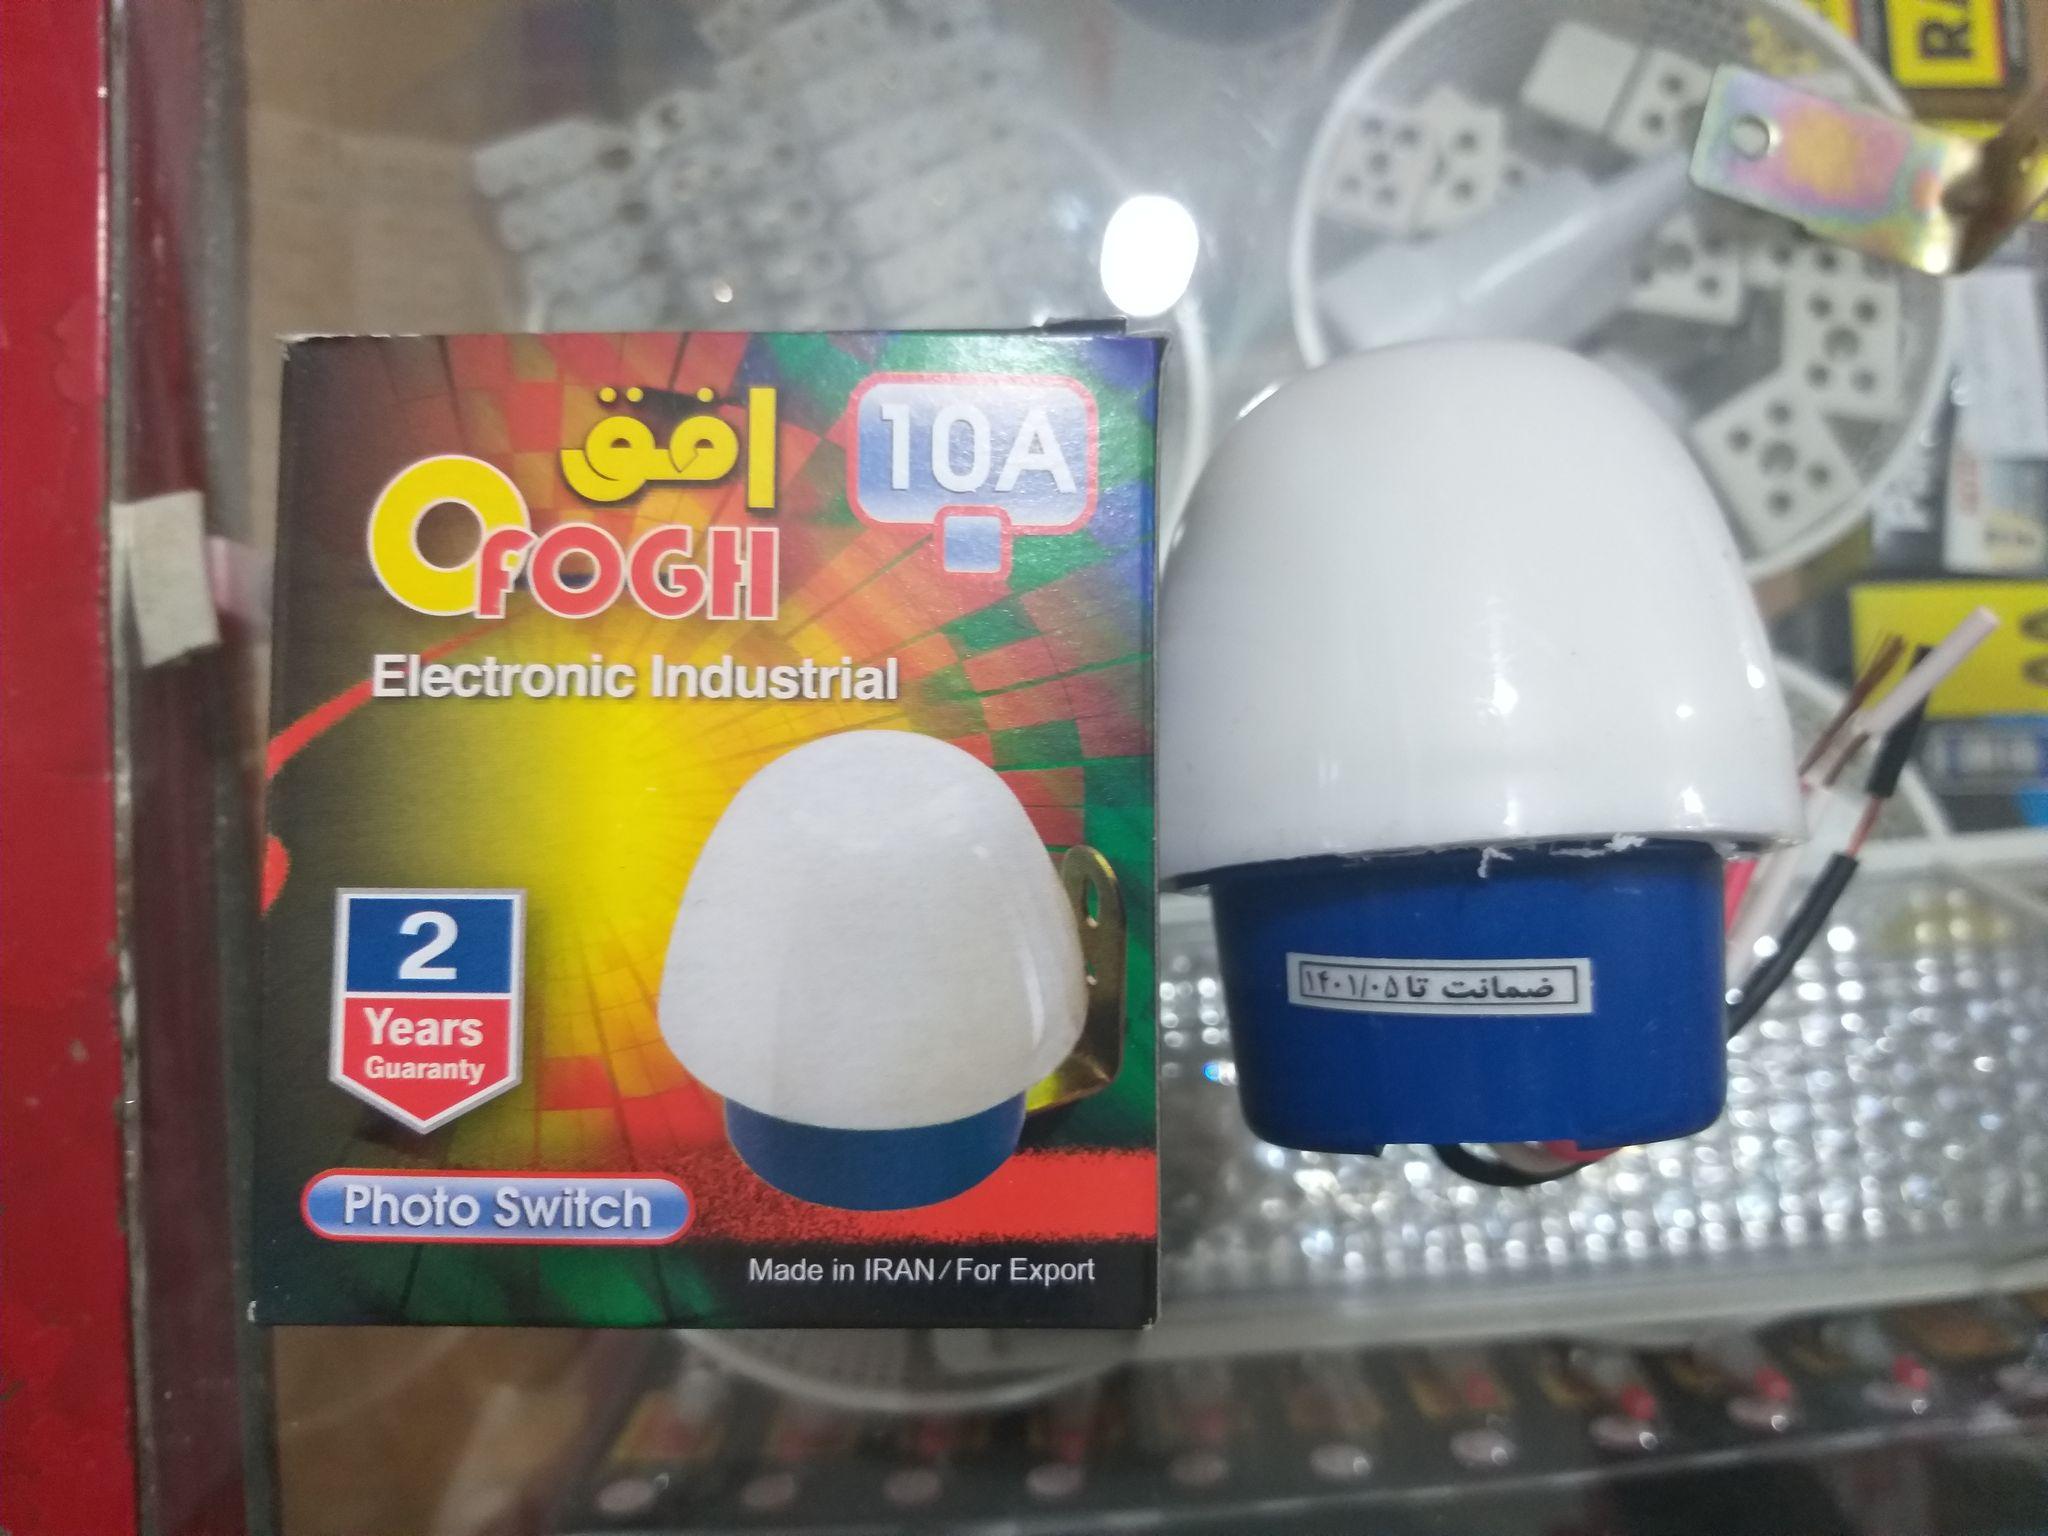 افق
10A
OFOGH
Electronic Industrial
2
Years
Guaranty
Photo Switch
Made in IRAN/For Export
ضمانت تا ۱۴۰۱/۰۵